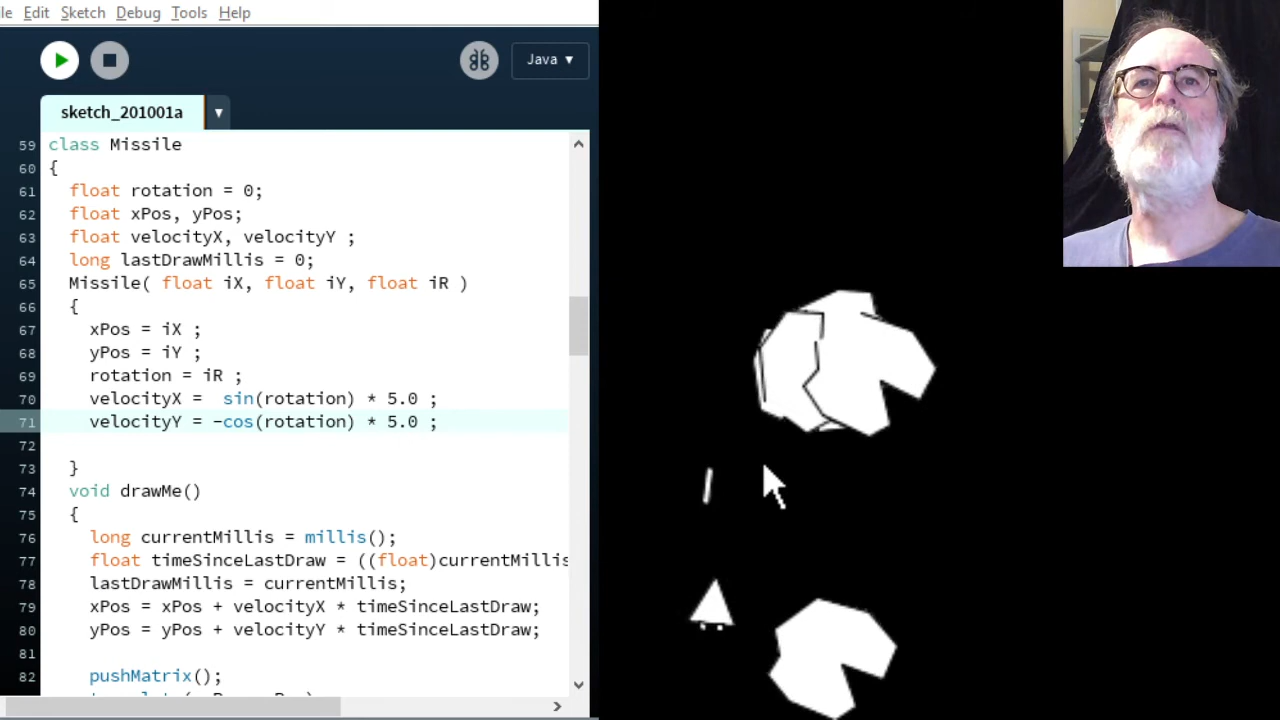 Edit Sketch Debug Tools Help
Java ▾
sketch_201001a ▾
59 class Missile
60 {
61 float rotation = 0;
62 float xPos, yPos;
63 float velocityX, velocityY ;
64 long lastDrawMillis = 0;
65 Missile( float iX, float iY, float iR )
66 {
67 xPos = iX ;
68 yPos = iY ;
69 rotation = iR ;
70 velocityX =  sin(rotation) * 5.0 ;
71 velocityY = -cos(rotation) * 5.0 ;
72
73 }
74 void drawMe()
75 {
76 long currentMillis = millis();
77 float timeSinceLastDraw = ((float)currentMillis
78 lastDrawMillis = currentMillis;
79 xPos = xPos + velocityX * timeSinceLastDraw;
80 yPos = yPos + velocityY * timeSinceLastDraw;
81
82 pushMatrix();